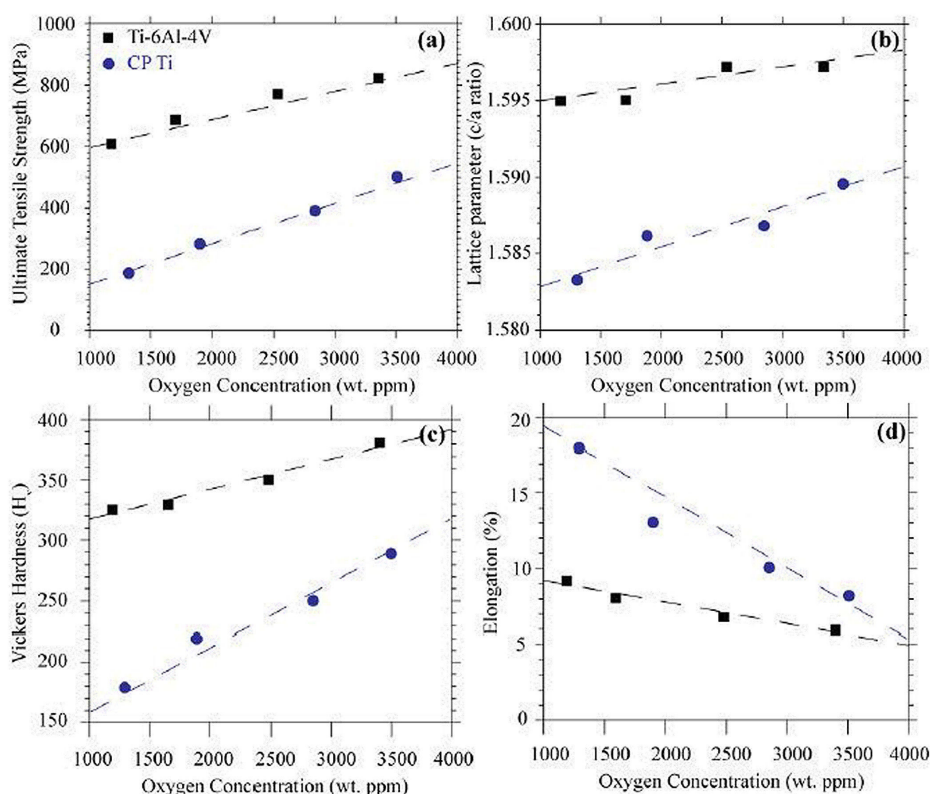 (a)
Ti-6Al-4V
CP Ti
Ultimate Tensile Strength (MPa)
1000
800
600
400
200
0
1000 1500 2000 2500 3000 3500 4000
Oxygen Concentration (wt. ppm)
(b)
Lattice parameter (c/a ratio)
1.600
1.595
1.590
1.585
1.580
1000 1500 2000 2500 3000 3500 4000
Oxygen Concentration (wt. ppm)
(c)
Vickers Hardness (Hv)
400
350
300
250
200
150
1000 1500 2000 2500 3000 3500 4000
Oxygen Concentration (wt. ppm)
(d)
Elongation (%)
20
15
10
5
0
1000 1500 2000 2500 3000 3500 4000
Oxygen Concentration (wt. ppm)